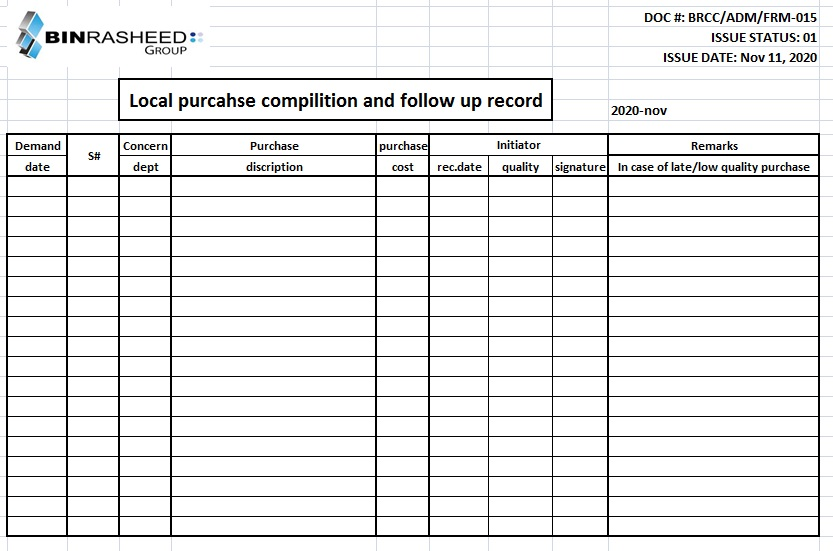 BINRASHEED
GROUP
DOC #: BRCC/ADM/FRM-015
ISSUE STATUS: 01
ISSUE DATE: Nov 11, 2020
Local purcahse compilition and follow up record
2020-nov
Demand date
S#
Concern dept
Purchase discription
purchase cost
Initiator
rec.date
quality
signature
Remarks
In case of late/low quality purchase